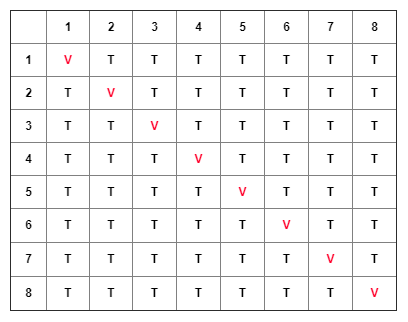 1 2 3 4 5 6 7 8
1 V T T T T T T T
2 T V T T T T T T
3 T T V T T T T T
4 T T T V T T T T
5 T T T T V T T T
6 T T T T T V T T
7 T T T T T T V T
8 T T T T T T T V